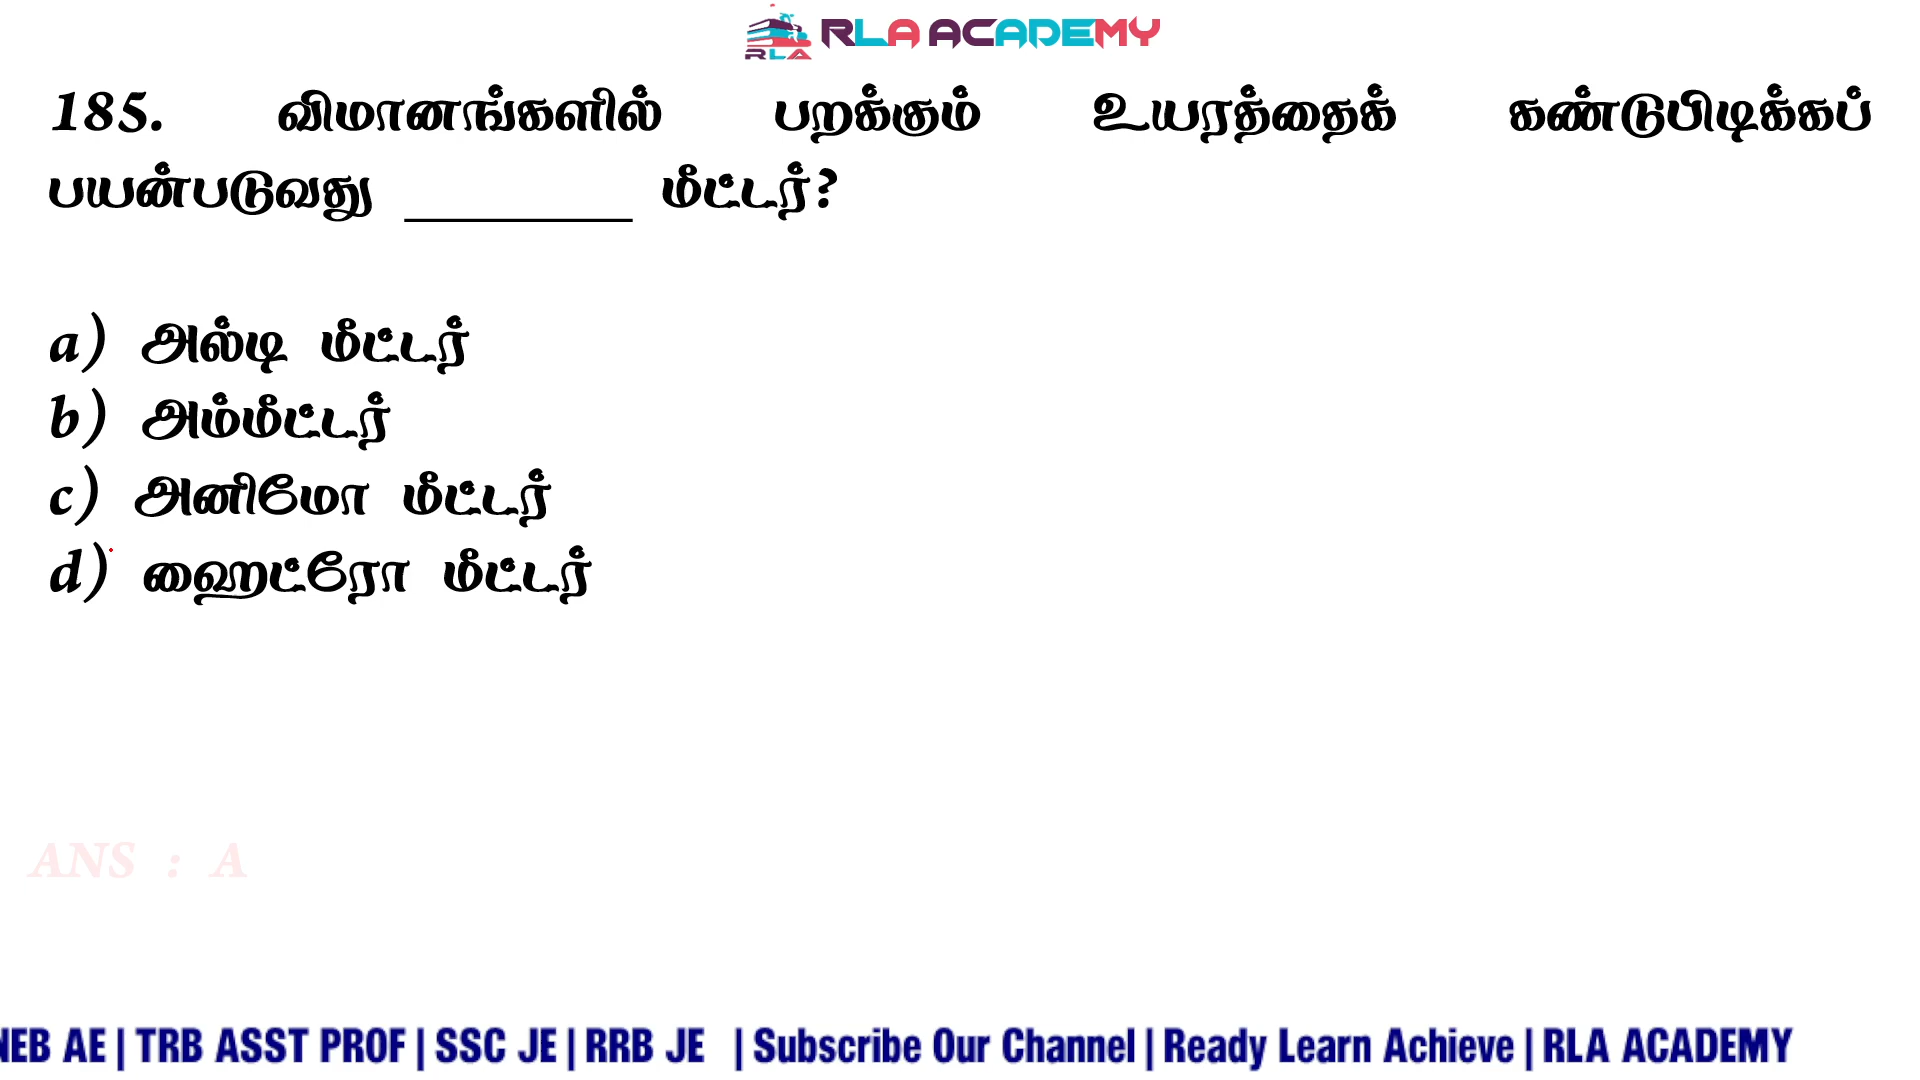 RLA
RLA ACADEMY
185. விமானங்களில் பறக்கும் உயரத்தைக் கண்டுபிடிக்கப்
பயன்படுவது ________ மீட்டர்?
a) அல்டி மீட்டர்
b) அம்மீட்டர்
c) அனிமோ மீட்டர்
d) ஹைட்ரோ மீட்டர்
ANS : A
NEB AE | TRB ASST PROF | SSC JE | RRB JE | Subscribe Our Channel | Ready Learn Achieve | RLA ACADEMY